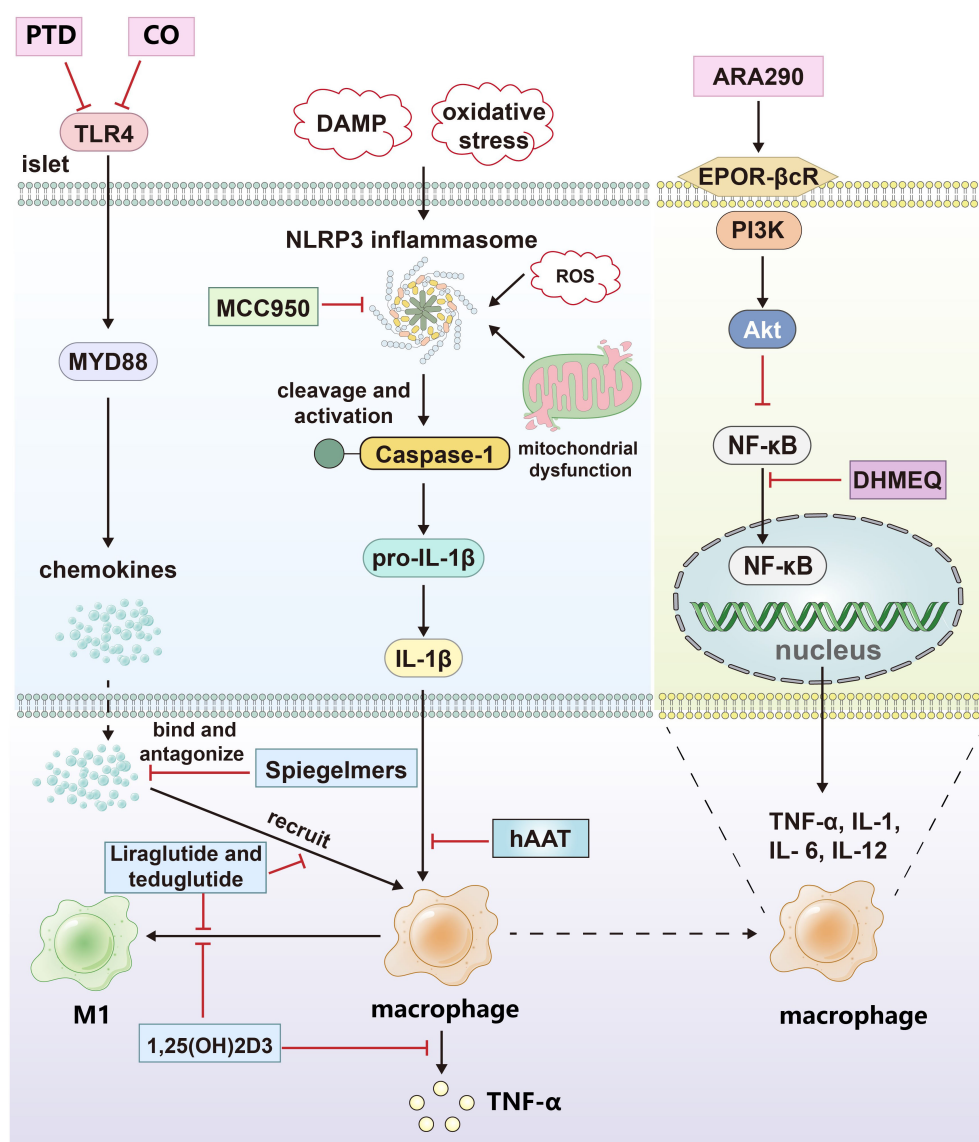 PTD
CO
TLR4
islet
DAMP
oxidative
stress
ARA290
EPOR-βcR
PI3K
Akt
NF-κB
DHMEQ
NF-κB
nucleus
NLRP3 inflammasome
ROS
MCC950
MYD88
cleavage and
activation
mitochondrial
dysfunction
Caspase-1
pro-IL-1β
chemokines
IL-1β
bind and
antagonize
Spiegelmers
recruit
hAAT
Liraglutide and
teduglutide
TNF-α, IL-1,
IL- 6, IL-12
M1
macrophage
macrophage
1,25(OH)2D3
TNF-α